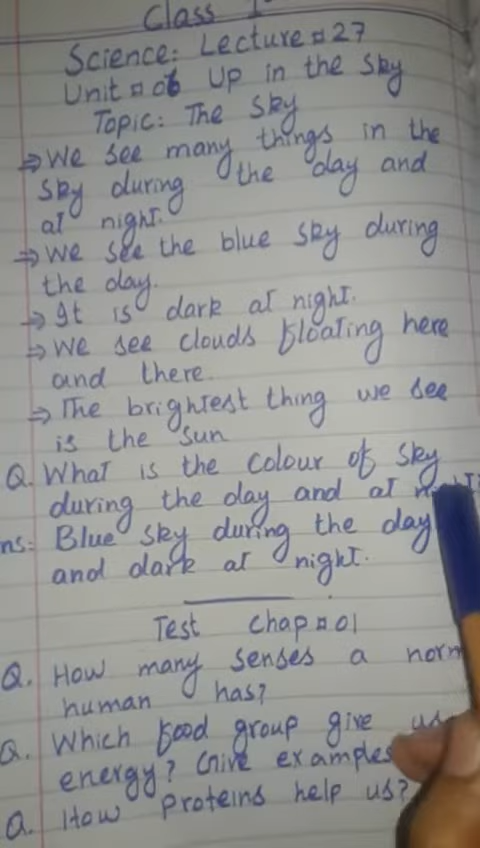 Class I
Science: Lecture # 27
Unit # 06 Up in the sky
Topic: The sky
⇒ We see many things in the
sky during the day and
at night.
⇒ We see the blue sky during
the day.
→ It is dark at night.
⇒ We see clouds floating here
and there.
⇒ The brightest thing we see
is the sun
Q. What is the colour of sky
during the day and at night?
ns: Blue sky during the day
and dark at night.
Test Chap # 01
Q. How many senses a norm
human has?
Q. Which food group give us
energy? Give examples
Q. How proteins help us?